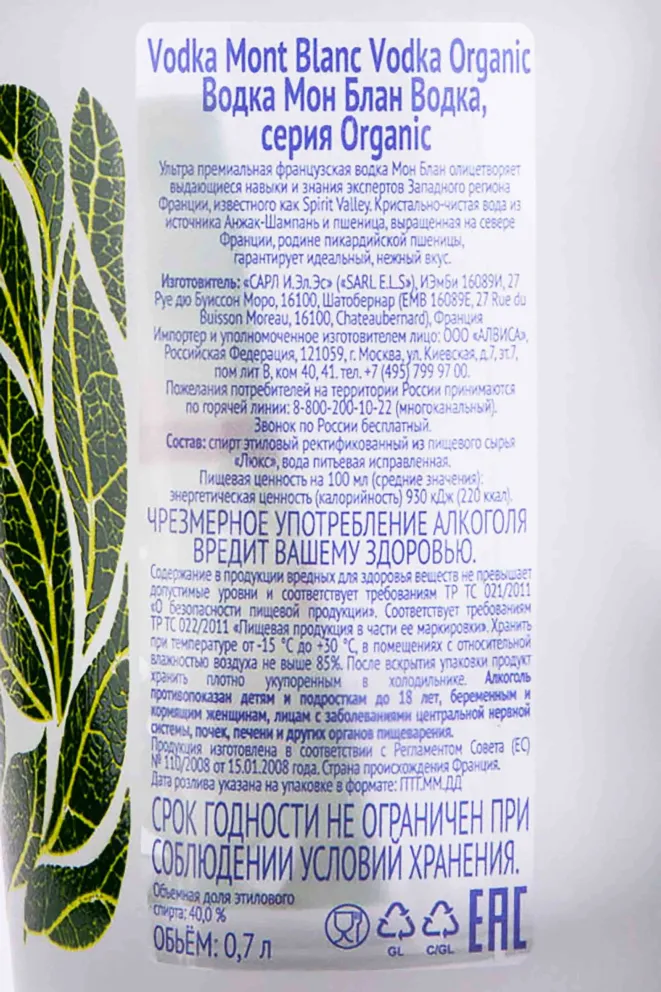 Vodka Mont Blanc Vodka Organic
Водка Мон Блан Водка,
серия Organic
Ультра премиальная французская водка Мон Блан олицетворяет
выдающиеся навыки и знания экспертов Западного региона
Франции, известного как Spirit Valley. Кристально-чистая вода из
источника Анжак-Шампань и пшеница, выращенная на севере
Франции, родине пикардийской пшеницы,
гарантирует идеальный, нежный вкус.
Изготовитель: «САРЛ И.Эл.Эс» («SARL E.L.S»), ИЭмБи 16089И, 27
Руе дю Буиссон Моро, 16100, Шатобернар (EMB 16089E, 27 Rue du
Buisson Moreau, 16100, Chateaubernard), Франция
Импортер и уполномоченное изготовителем лицо: ООО «АЛВИСА»,
Российская Федерация, 121059, г. Москва, ул. Киевская, д.7, эт.7,
пом лит В, ком 40, 41. тел. +7 (495) 799 97 00.
Пожелания потребителей на территории России принимаются
по горячей линии: 8-800-200-10-22 (многоканальный).
Звонок по России бесплатный.
Состав: спирт этиловый ректификованный из пищевого сырья
«Люкс», вода питьевая исправленная.
Пищевая ценность на 100 мл (средние значения):
энергетическая ценность (калорийность) 930 кДж (220 ккал).
ЧРЕЗМЕРНОЕ УПОТРЕБЛЕНИЕ АЛКОГОЛЯ
ВРЕДИТ ВАШЕМУ ЗДОРОВЬЮ.
Содержание в продукции вредных для здоровья веществ не превышает
допустимые уровни и соответствует требованиям ТР ТС 021/2011
«О Безопасности пищевой продукции». Соответствует требованиям
ТР ТС 022/2011 «Пищевая продукция в части ее маркировки». Хранить
при температуре от -15 °С до +30 °С, в помещениях с относительной
влажностью воздуха не выше 85%. После вскрытия упаковки продукт
хранить плотно укупоренным в холодильнике. Алкоголь
противопоказан детям и подросткам до 18 лет, беременным и
кормящим женщинам, лицам с заболеваниями центральной нервной
системы, почек, печени и других органов пищеварения.
Продукция изготовлена в соответствии с Регламентом Совета (ЕС)
№ 110/2008 от 15.01.2008 года. Страна происхождения Франция.
Дата розлива указана на упаковке в формате: ГГГГ.ММ.ДД
СРОК ГОДНОСТИ НЕ ОГРАНИЧЕН ПРИ
СОБЛЮДЕНИИ УСЛОВИЙ ХРАНЕНИЯ.
Объемная доля этилового
спирта: 40,0 %
ОБЬЁМ: 0,7 л
GL C/GL EAC